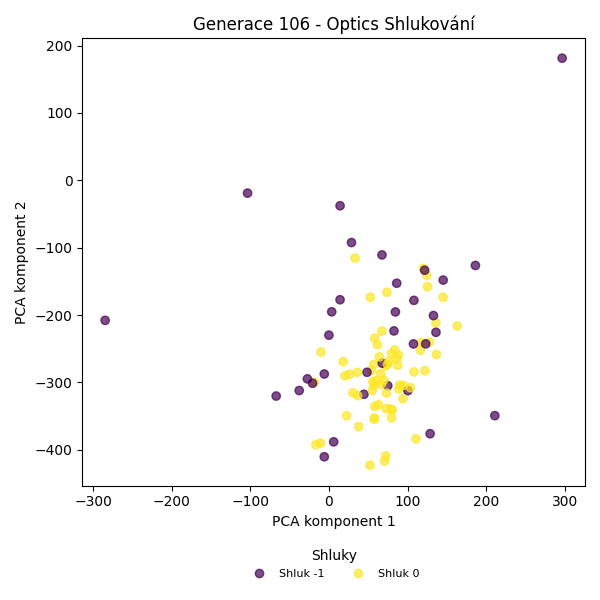 Generace 106 - Optics Shlukování
PCA komponent 2
200
100
0
−100
−200
−300
−400
−300
−200
−100
0
100
200
300
PCA komponent 1
Shluky
Shluk -1
Shluk 0